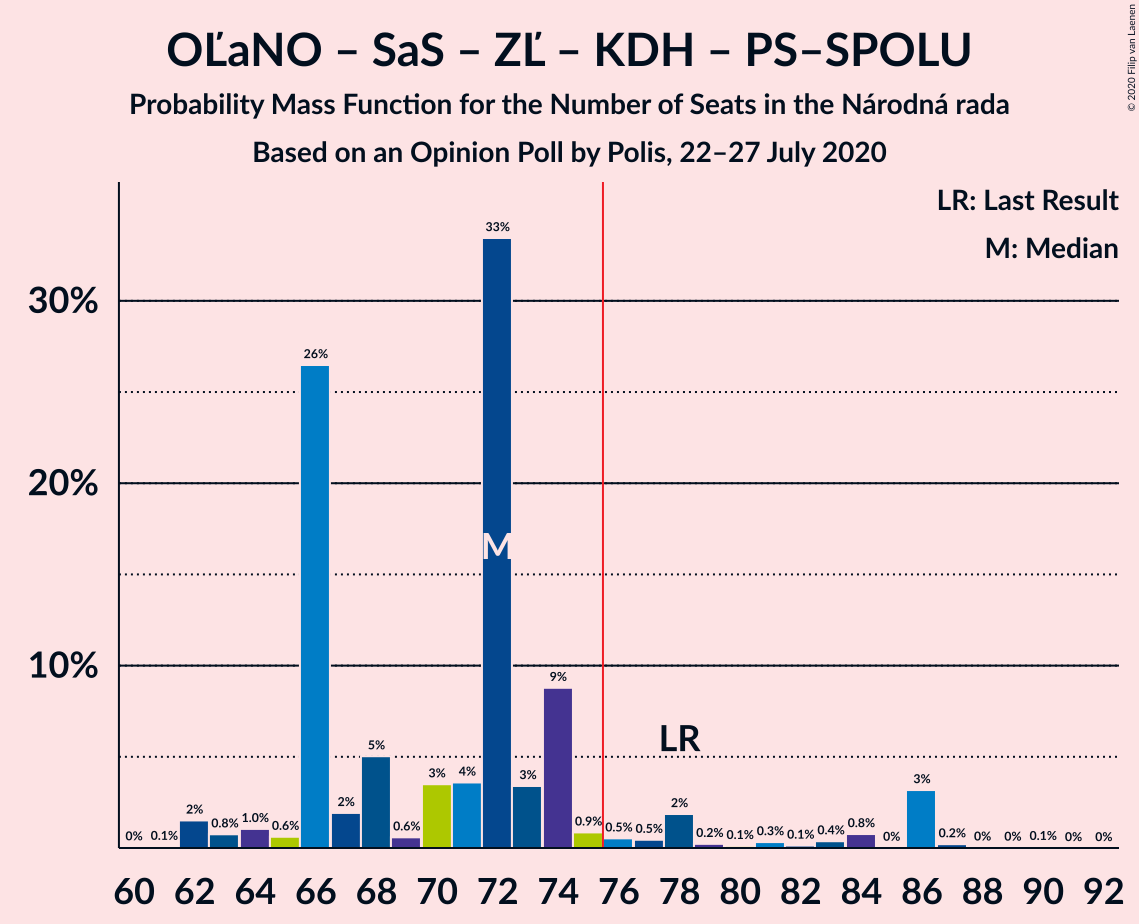 OĽaNO – SaS – ZĽ – KDH – PS–SPOLU
Probability Mass Function for the Number of Seats in the Národná rada
Based on an Opinion Poll by Polis, 22–27 July 2020
© 2020 Filip van Laenen
LR: Last Result
M: Median
30%
20%
10%
0% 0.1% 2% 0.8% 1.0% 0.6% 26% 2% 5% 0.6% 3% 4% 33% 3% 9% 0.9% 0.5% 0.5% 2% 0.2% 0.1% 0.3% 0.1% 0.4% 0.8% 0% 3% 0.2% 0% 0% 0.1% 0% 0%
M
LR
60 62 64 66 68 70 72 74 76 78 80 82 84 86 88 90 92